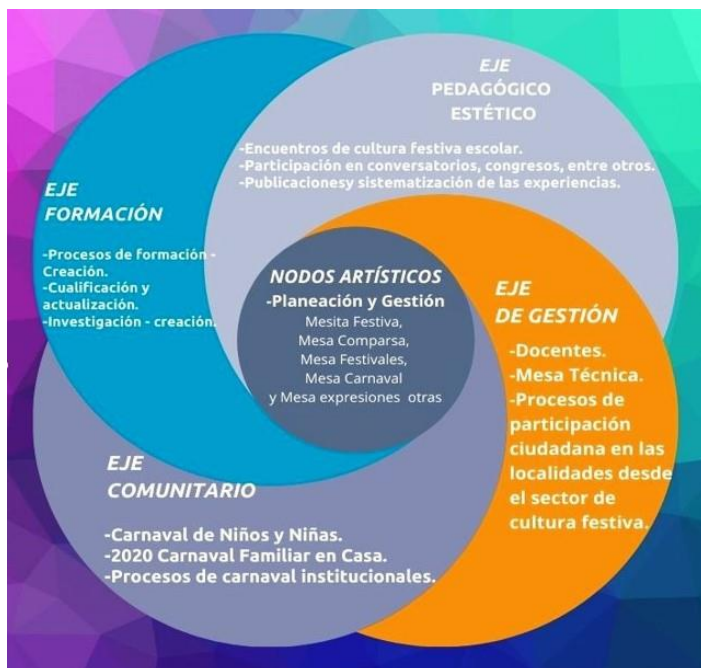 EJE
PEDAGÓGICO
ESTÉTICO
-Encuentros de cultura festiva escolar.
-Participación en conversatorios, congresos, entre otros.
-Publicacionesy sistematización de las experiencias.
EJE
FORMACIÓN
-Procesos de formación -
Creación.
-Cualificación y
actualización.
-Investigación - creación.
NODOS ARTÍSTICOS
-Planeación y Gestión
Mesita Festiva,
Mesa Comparsa,
Mesa Festivales,
Mesa Carnaval
y Mesa expresiones otras
EJE
DE GESTIÓN
-Docentes.
-Mesa Técnica.
-Procesos de
participación
ciudadana en las
localidades desde
el sector de
cultura festiva.
EJE
COMUNITARIO
-Carnaval de Niños y Niñas.
-2020 Carnaval Familiar en Casa.
-Procesos de carnaval institucionales.